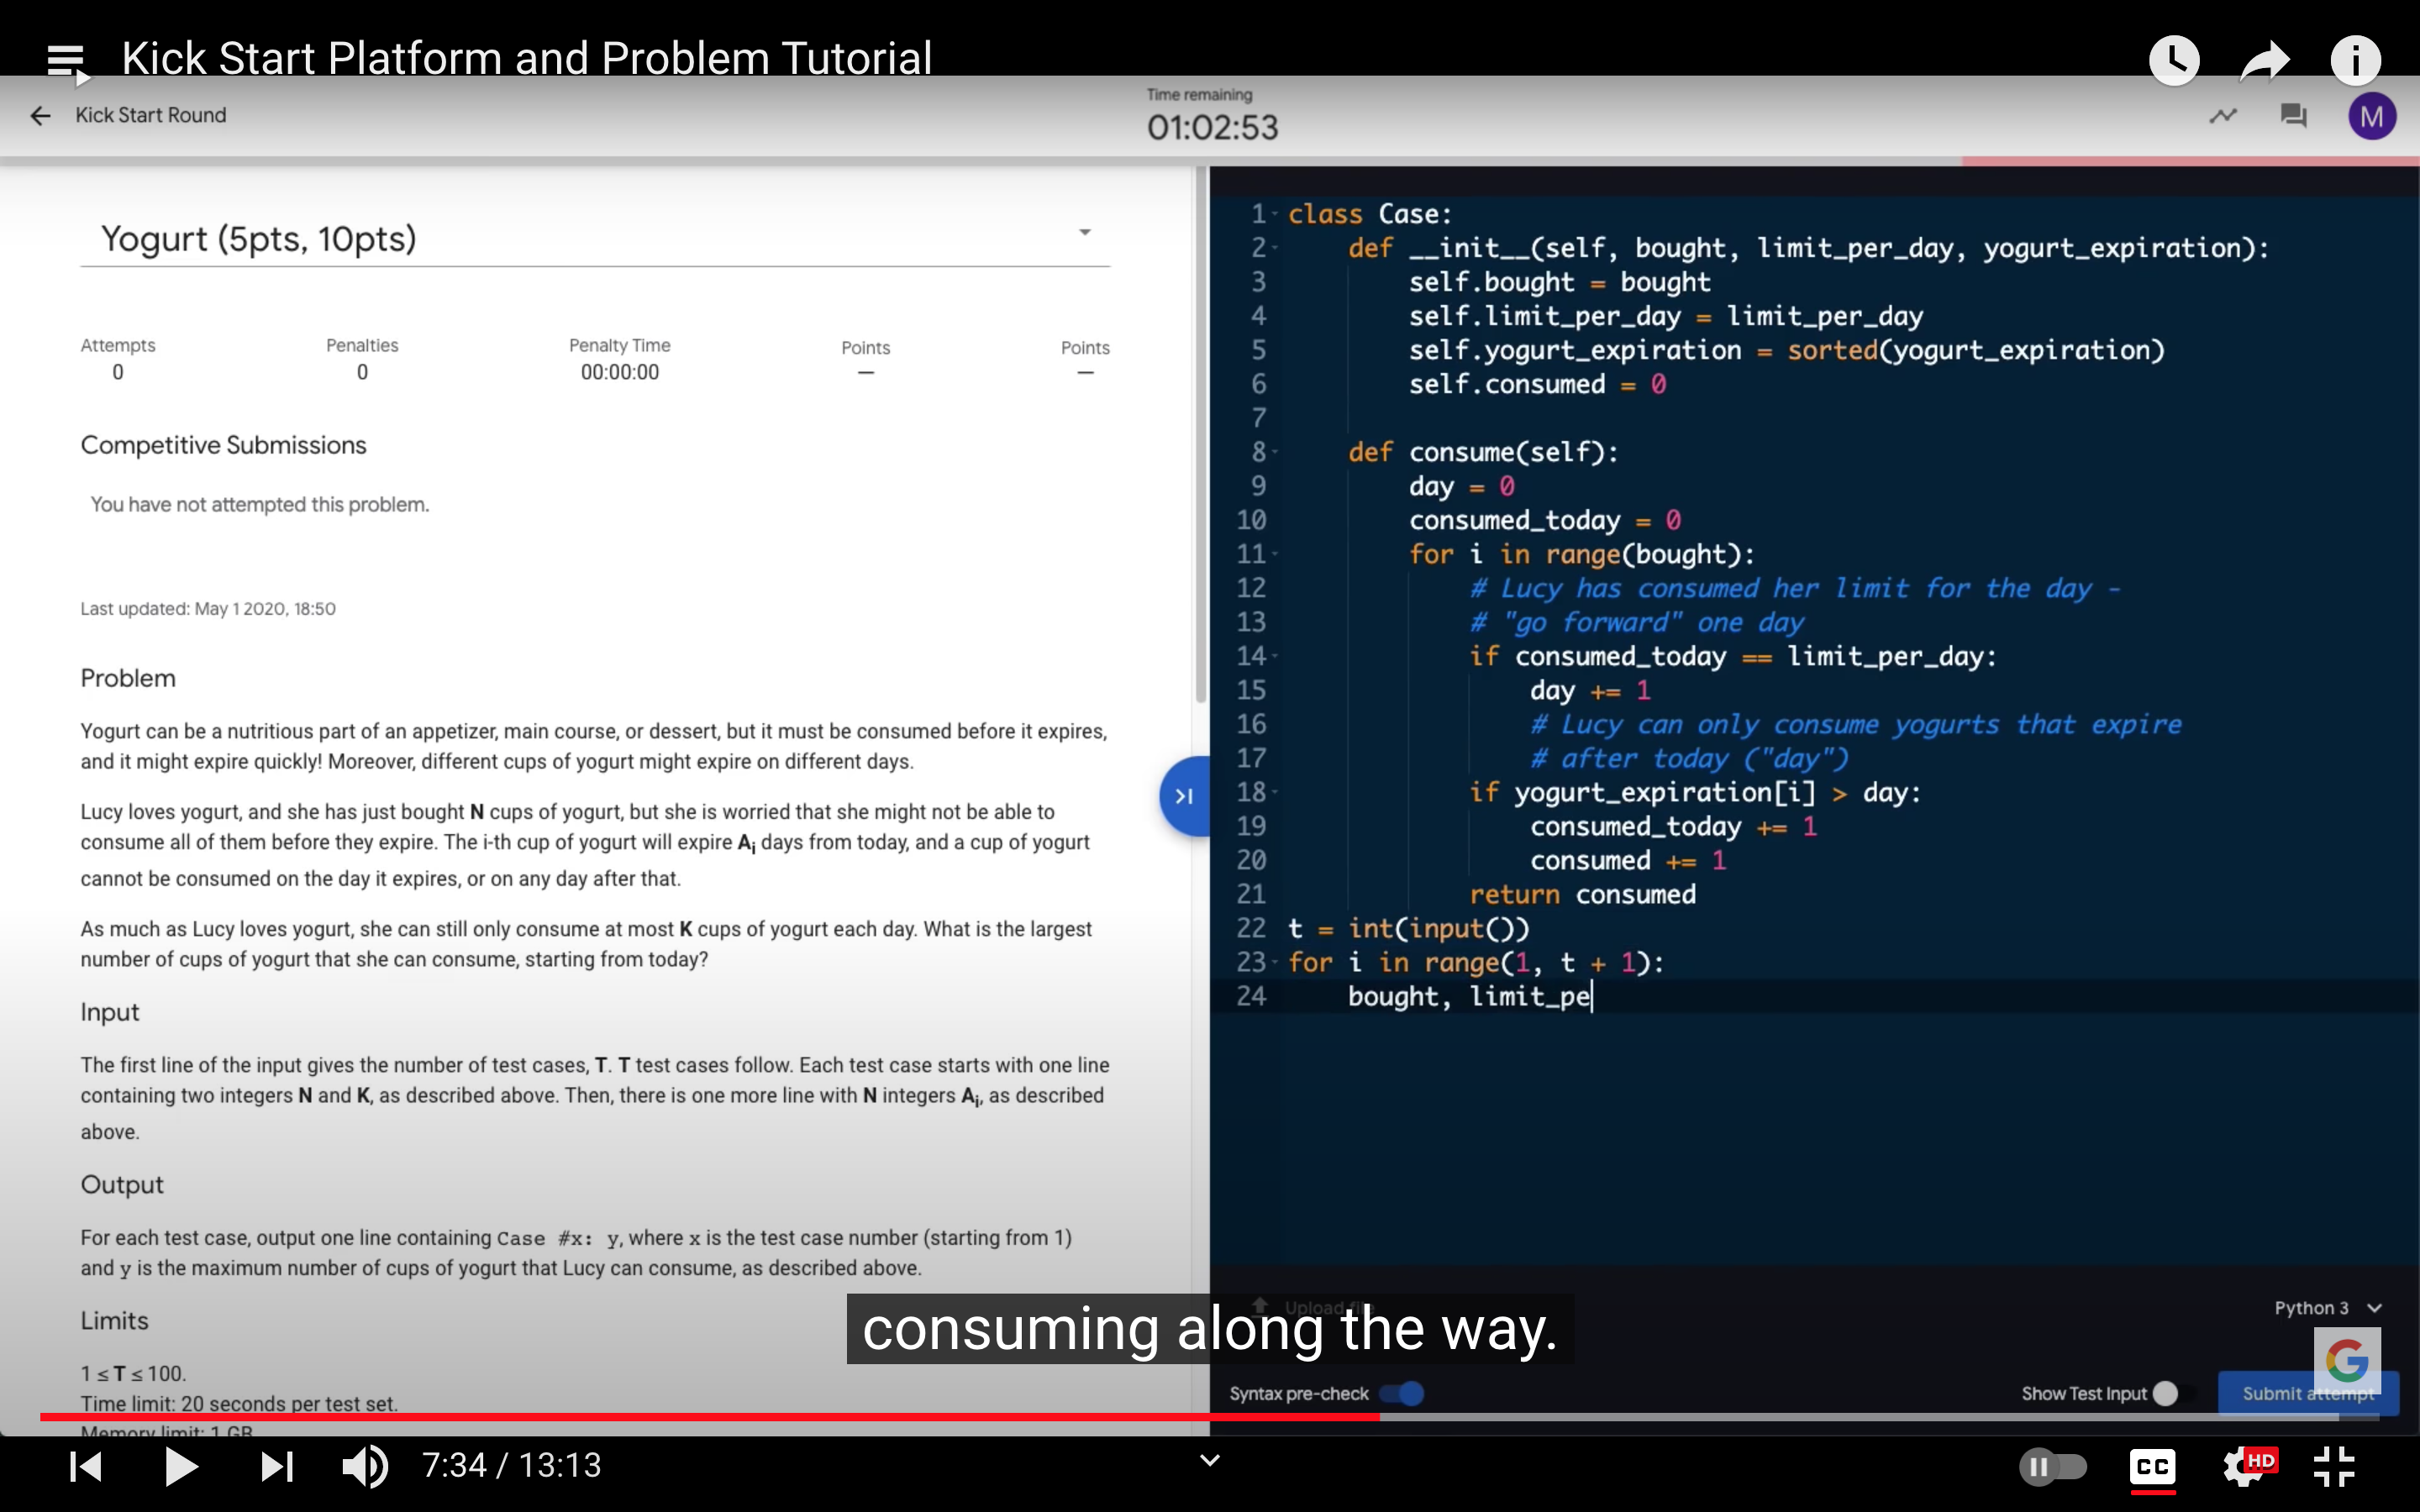 Kick Start Platform and Problem Tutorial
Kick Start Round
Time remaining
01:02:53
M
Yogurt (5pts, 10pts)
Attempts
0
Penalties
0
Penalty Time
00:00:00
Points
—
Points
—
Competitive Submissions
You have not attempted this problem.
Last updated: May 1 2020, 18:50
Problem
Yogurt can be a nutritious part of an appetizer, main course, or dessert, but it must be consumed before it expires,
and it might expire quickly! Moreover, different cups of yogurt might expire on different days.
Lucy loves yogurt, and she has just bought N cups of yogurt, but she is worried that she might not be able to
consume all of them before they expire. The i-th cup of yogurt will expire Ai days from today, and a cup of yogurt
cannot be consumed on the day it expires, or on any day after that.
As much as Lucy loves yogurt, she can still only consume at most K cups of yogurt each day. What is the largest
number of cups of yogurt that she can consume, starting from today?
Input
The first line of the input gives the number of test cases, T. T test cases follow. Each test case starts with one line
containing two integers N and K, as described above. Then, there is one more line with N integers Ai, as described
above.
Output
For each test case, output one line containing Case #x: y, where x is the test case number (starting from 1)
and y is the maximum number of cups of yogurt that Lucy can consume, as described above.
Limits
1 ≤ T ≤ 100.
Time limit: 20 seconds per test set.
Memory limit: 1 GB
1 class Case:
2     def __init__(self, bought, limit_per_day, yogurt_expiration):
3         self.bought = bought
4         self.limit_per_day = limit_per_day
5         self.yogurt_expiration = sorted(yogurt_expiration)
6         self.consumed = 0
7
8     def consume(self):
9         day = 0
10         consumed_today = 0
11         for i in range(bought):
12             # Lucy has consumed her limit for the day -
13             # "go forward" one day
14             if consumed_today == limit_per_day:
15                 day += 1
16                 # Lucy can only consume yogurts that expire
17                 # after today ("day")
18             if yogurt_expiration[i] > day:
19                 consumed_today += 1
20                 consumed += 1
21             return consumed
22 t = int(input())
23 for i in range(1, t + 1):
24     bought, limit_pe
Upload file
Python 3
consuming along the way.
G
Syntax pre-check
Show Test Input
Submit attempt
7:34 / 13:13
CC
HD